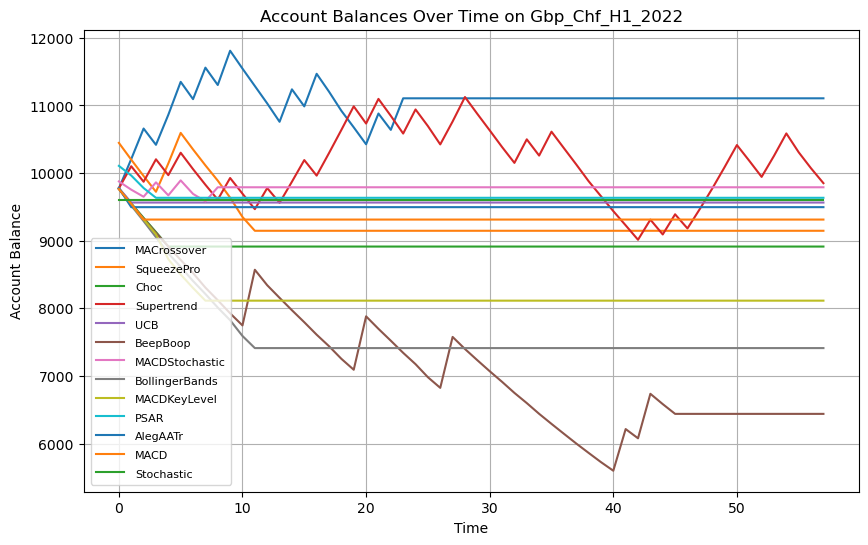 Account Balances Over Time on Gbp_Chf_H1_2022
12000
11000
10000
9000
8000
7000
6000
Account Balance
MACrossover
SqueezePro
Choc
Supertrend
UCB
BeepBoop
MACDStochastic
BollingerBands
MACDKeyLevel
PSAR
AlegAATr
MACD
Stochastic
0 10 20 30 40 50
Time